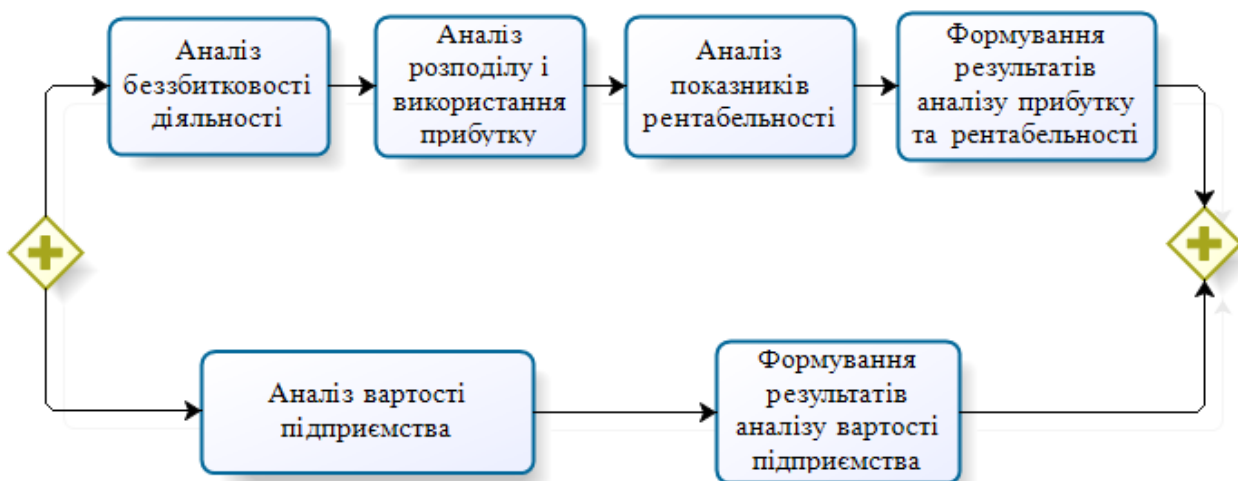 Аналіз
беззбитковості
діяльності
Аналіз
розподілу і
використання
прибутку
Аналіз
показників
рентабельності
Формування
результатів
аналізу прибутку
та рентабельності
Аналіз вартості
підприємства
Формування
результатів
аналізу вартості
підприємства